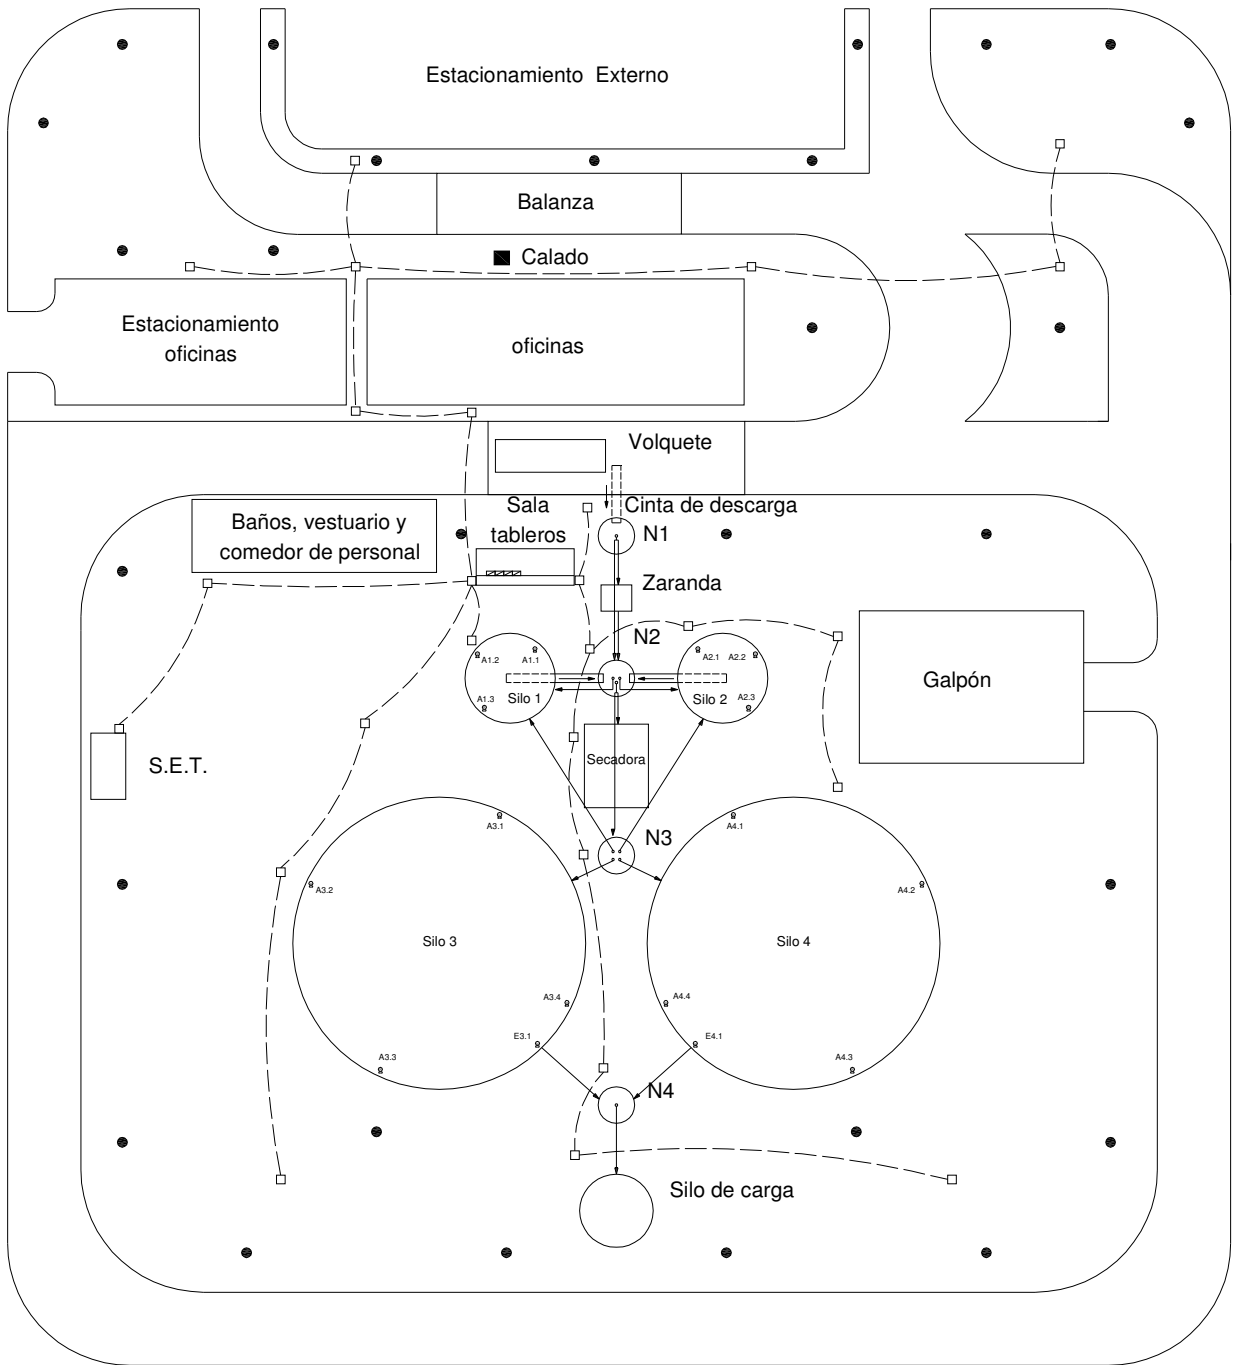 Estacionamiento Externo
Balanza
Calado
Estacionamiento
oficinas
oficinas
Volquete
Sala
tableros
Cinta de descarga
N1
Baños, vestuario y
comedor de personal
Zaranda
N2
A1.2
A1.1
A2.1
A2.2
Silo 1
Silo 2
A1.3
A2.3
Galpón
S.E.T.
Secadora
N3
A3.1
A4.1
A3.2
A4.2
Silo 3
Silo 4
A3.4
A4.4
E3.1
E4.1
A3.3
A4.3
N4
Silo de carga